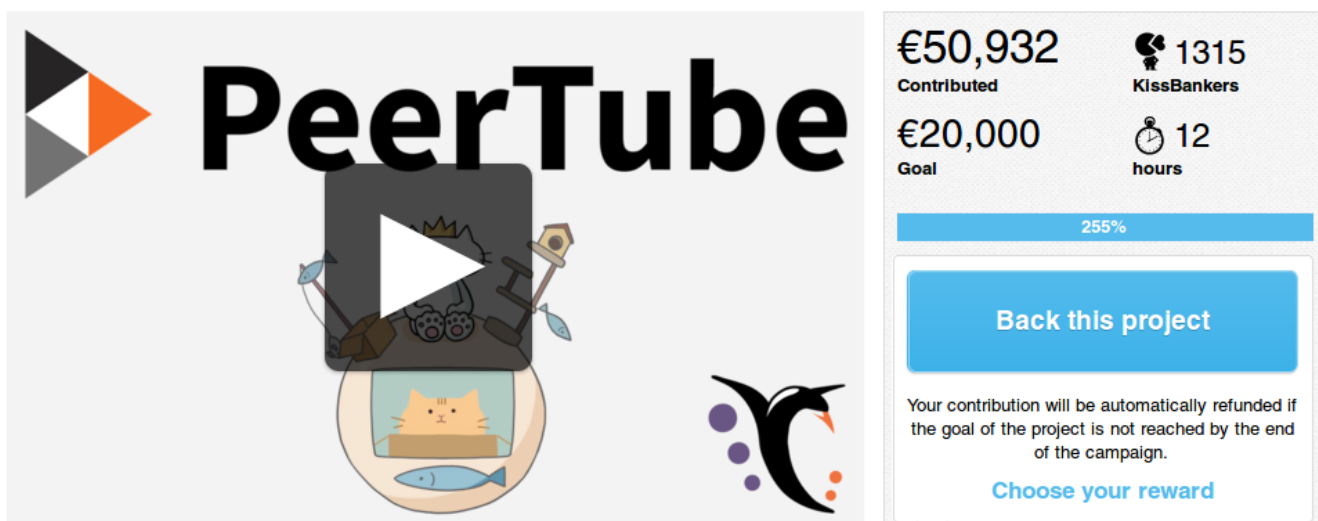 PeerTube
€50,932
Contributed
1315
KissBankers
€20,000
Goal
12
hours
255%
Back this project
Your contribution will be automatically refunded if
the goal of the project is not reached by the end
of the campaign.
Choose your reward